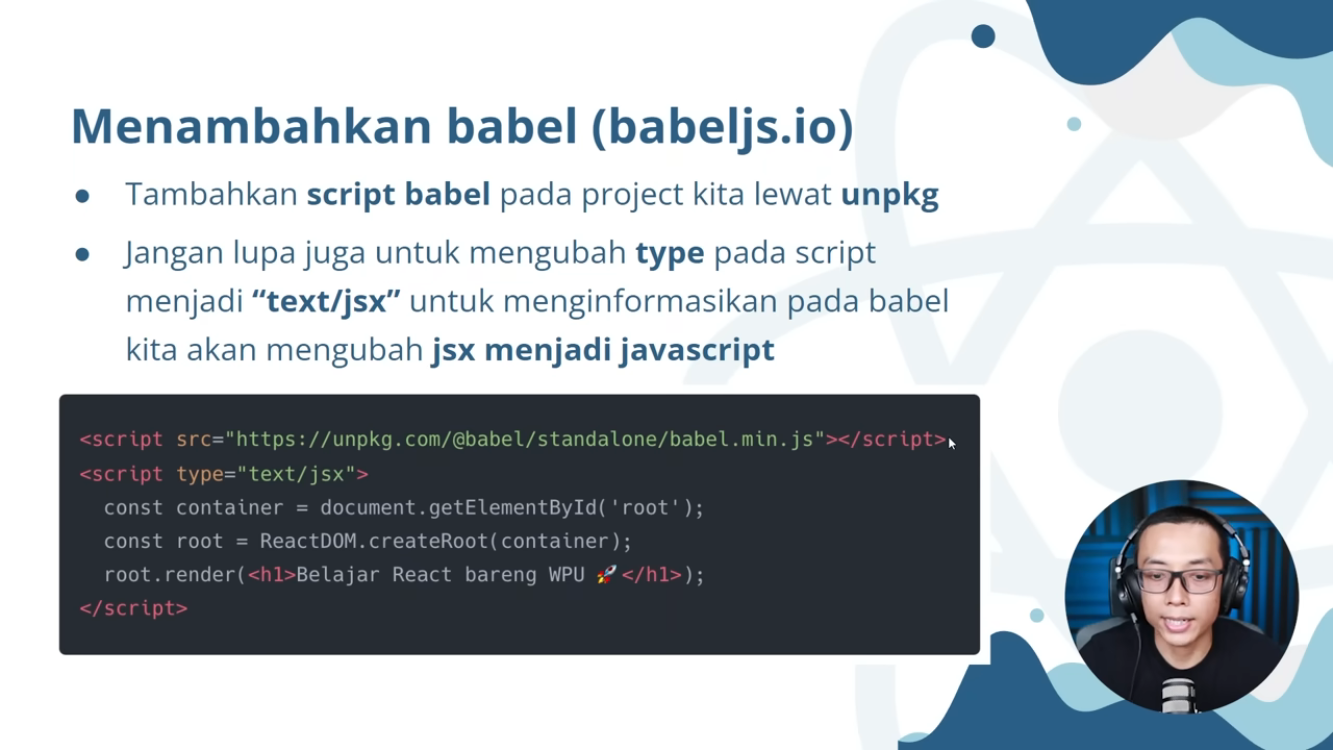 Menambahkan babel (babeljs.io)
● Tambahkan script babel pada project kita lewat unpkg
● Jangan lupa juga untuk mengubah type pada script
menjadi “text/jsx” untuk menginformasikan pada babel
kita akan mengubah jsx menjadi javascript
<script src="https://unpkg.com/@babel/standalone/babel.min.js"></script>
<script type="text/jsx">
const container = document.getElementById('root');
const root = ReactDOM.createRoot(container);
root.render(<h1>Belajar React bareng WPU 🚀</h1>);
</script>